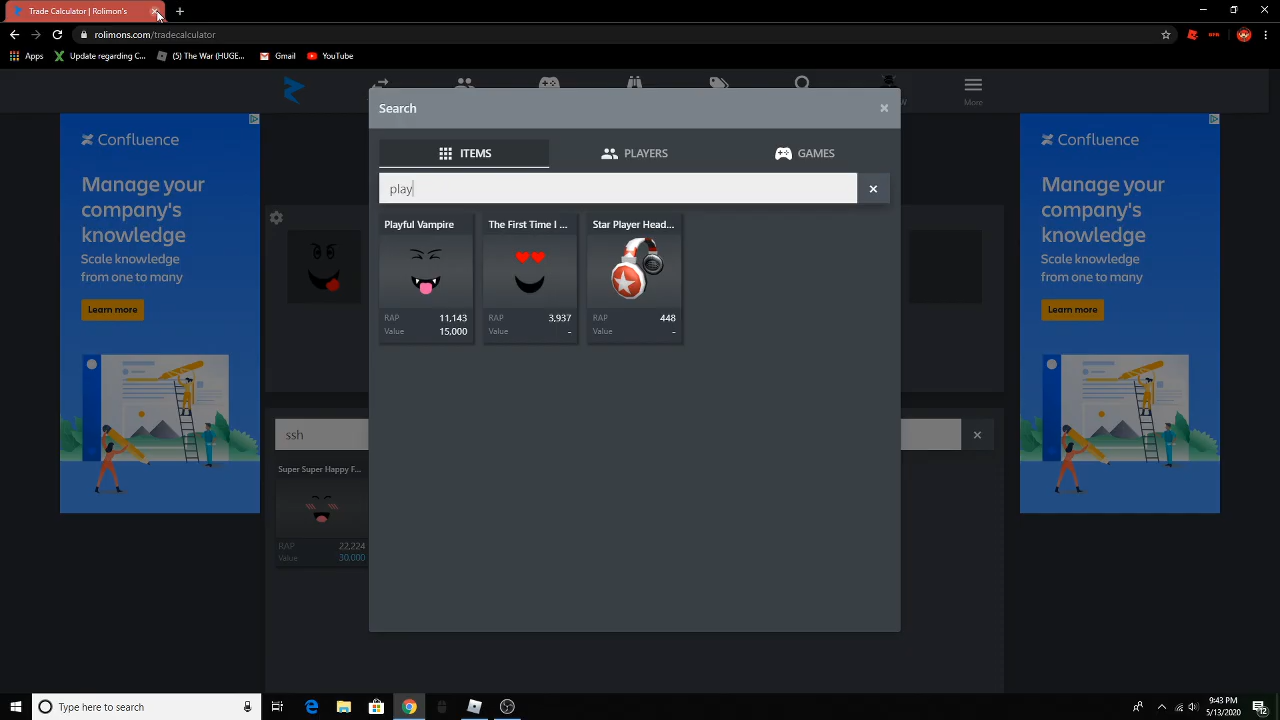 Trade Calculator | Rolimon's
rolimons.com/tradecalculator
Apps
Update regarding C...
(5) The War (HUGE...
Gmail
YouTube
More
Search
ITEMS
PLAYERS
GAMES
play
Playful Vampire
RAP 11,143
Value 15,000
The First Time I ...
RAP 3,937
Value -
Star Player Head...
RAP 448
Value -
Confluence
Manage your
company's
knowledge
Scale knowledge
from one to many
Learn more
Confluence
Manage your
company's
knowledge
Scale knowledge
from one to many
Learn more
ssh
Super Super Happy F...
RAP 22,224
Value 30,000
Type here to search
9:43 PM
5/13/2020